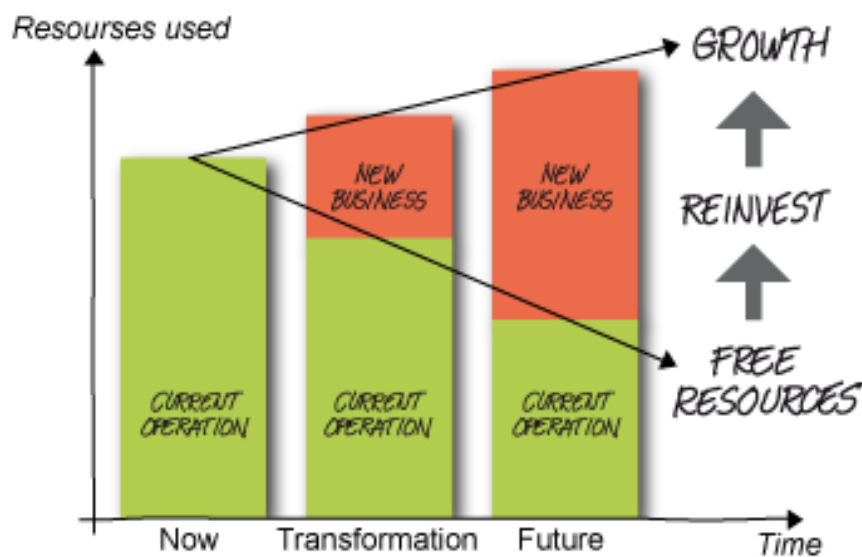 Resourses used
GROWTH
NEW
BUSINESS
NEW
BUSINESS
REINVEST
FREE
RESOURCES
CURRENT
OPERATION
CURRENT
OPERATION
CURRENT
OPERATION
Now
Transformation
Future
Time